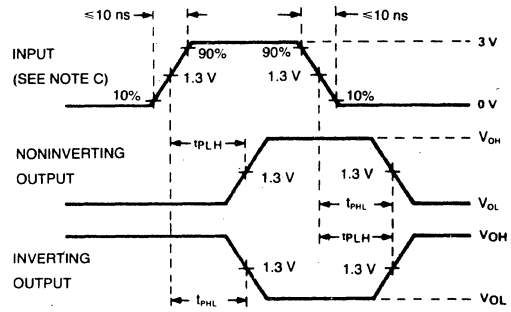 ≤10 ns
≤10 ns
INPUT
(SEE NOTE C)
10%
90%
1.3 V
90%
1.3 V
10%
3 V
0 V
NONINVERTING
OUTPUT
tPLH
1.3 V
1.3 V
tPHL
VOH
VOL
tPLH
INVERTING
OUTPUT
1.3 V
1.3 V
tPHL
VOH
VOL